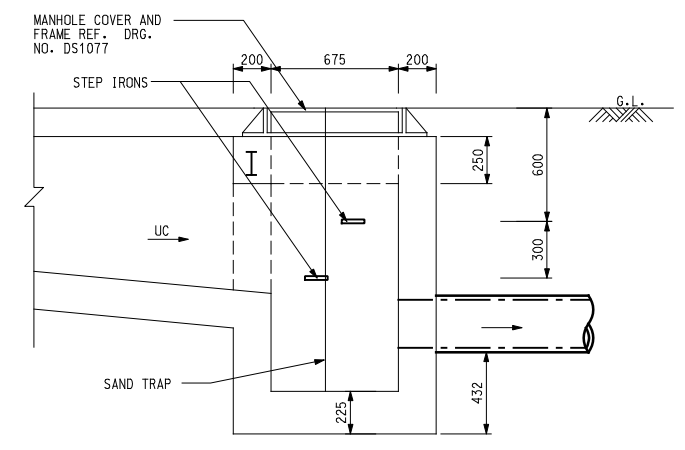 MANHOLE COVER AND
FRAME REF. DRG.
NO. DS1077
200
675
200
STEP IRONS
G.L.
I
250
600
UC
300
SAND TRAP
225
432